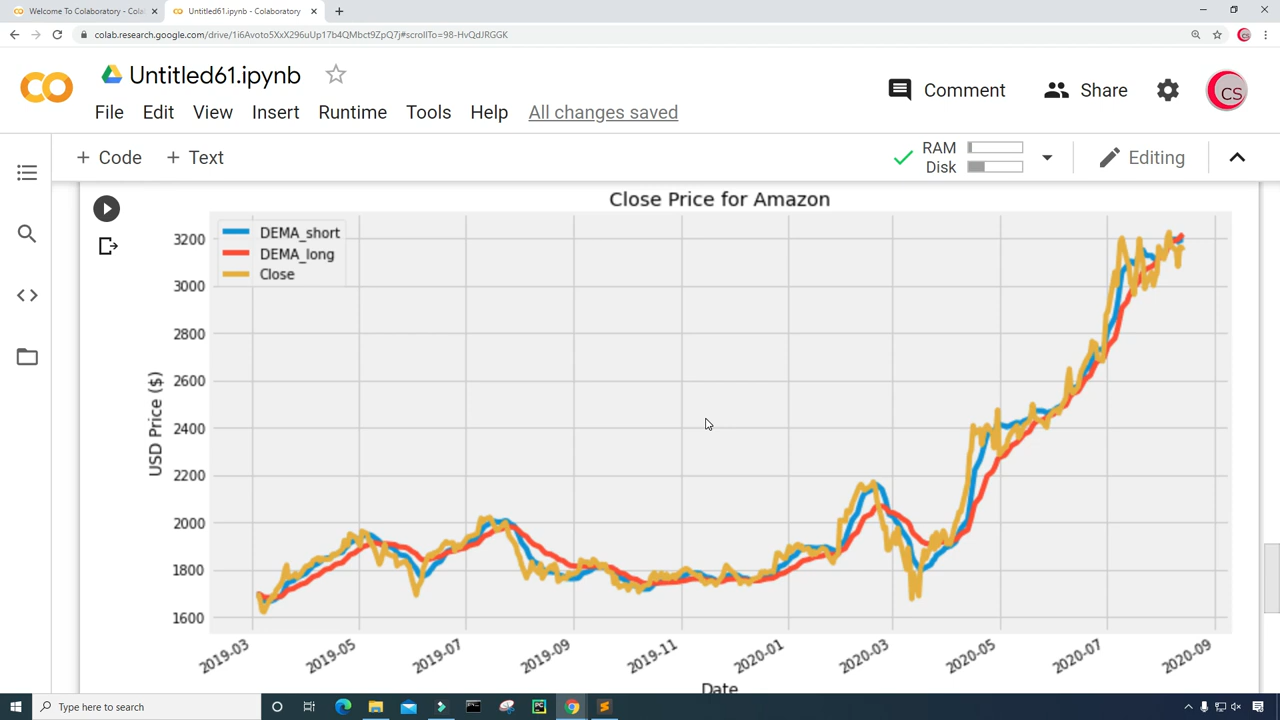 Welcome To Colaboratory - Cola
Untitled61.ipynb - Colaboratory
colab.research.google.com/drive/1i6Avoto5XxX296uUp17b4QMbct9ZpQ7j#scrollTo=98-HvQdJRGGK
Untitled61.ipynb
Comment
Share
CS
File Edit View Insert Runtime Tools Help All changes saved
+ Code + Text
RAM
Disk
Editing
Close Price for Amazon
DEMA_short
DEMA_long
Close
3200
3000
2800
2600
2400
2200
2000
1800
1600
USD Price ($)
2019-03 2019-05 2019-07 2019-09 2019-11 2020-01 2020-03 2020-05 2020-07 2020-09
Date
Type here to search